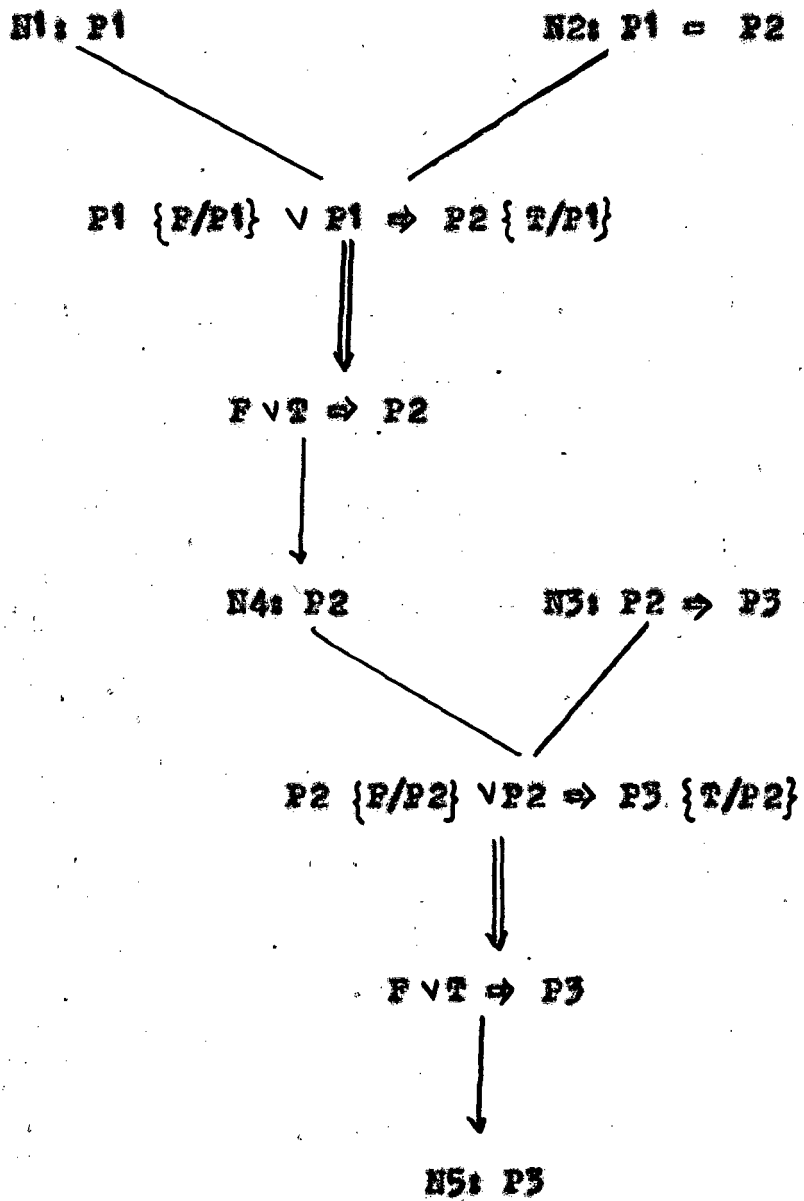 N1: P1 N2: P1 = P2
P1 {F/P1} ∨ P1 ⇒ P2 {T/P1}
F ∨ T ⇒ P2
N4: P2 N3: P2 ⇒ P3
P2 {F/P2} ∨ P2 ⇒ P3 {T/P2}
F ∨ T ⇒ P3
N5: P3